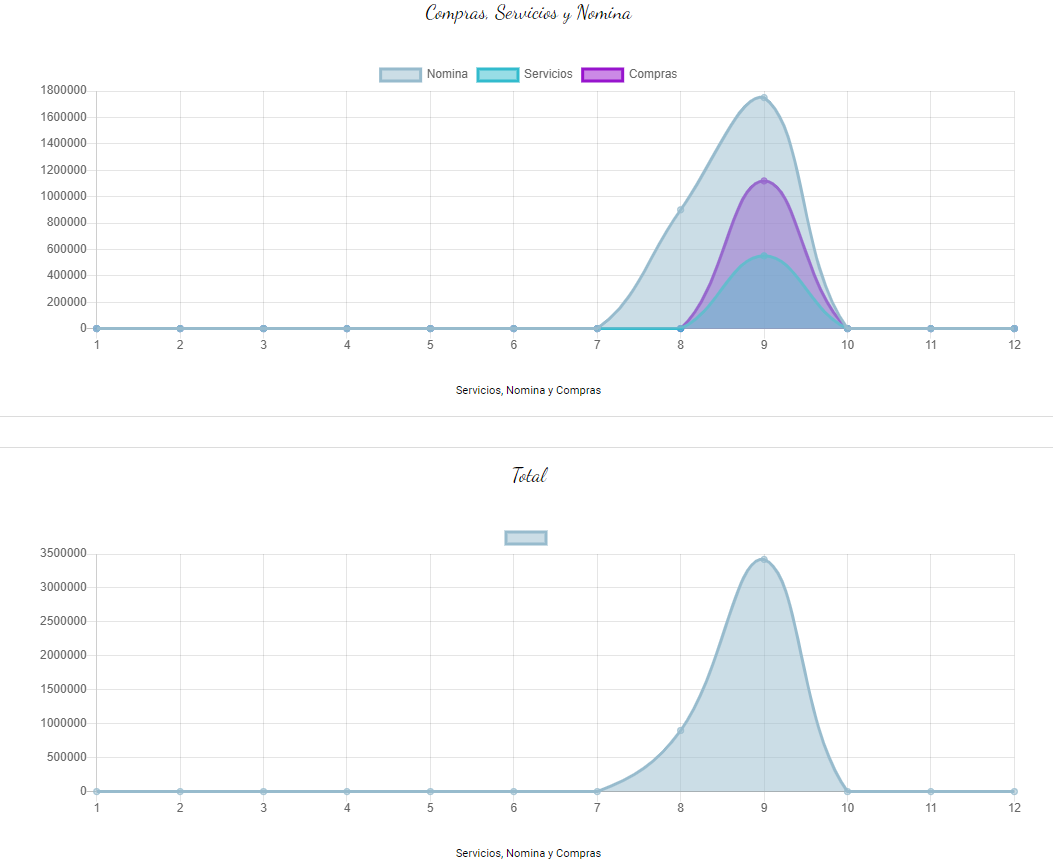 Compras, Servicios y Nomina
Nomina Servicios Compras
1800000
1600000
1400000
1200000
1000000
800000
600000
400000
200000
0
1 2 3 4 5 6 7 8 9 10 11 12
Servicios, Nomina y Compras
Total
3500000
3000000
2500000
2000000
1500000
1000000
500000
0
1 2 3 4 5 6 7 8 9 10 11 12
Servicios, Nomina y Compras